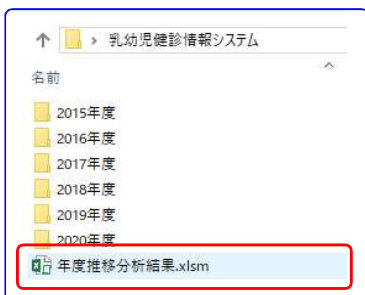 乳幼児健診情報システム
名前
2015年度
2016年度
2017年度
2018年度
2019年度
2020年度
年度推移分析結果.xlsm